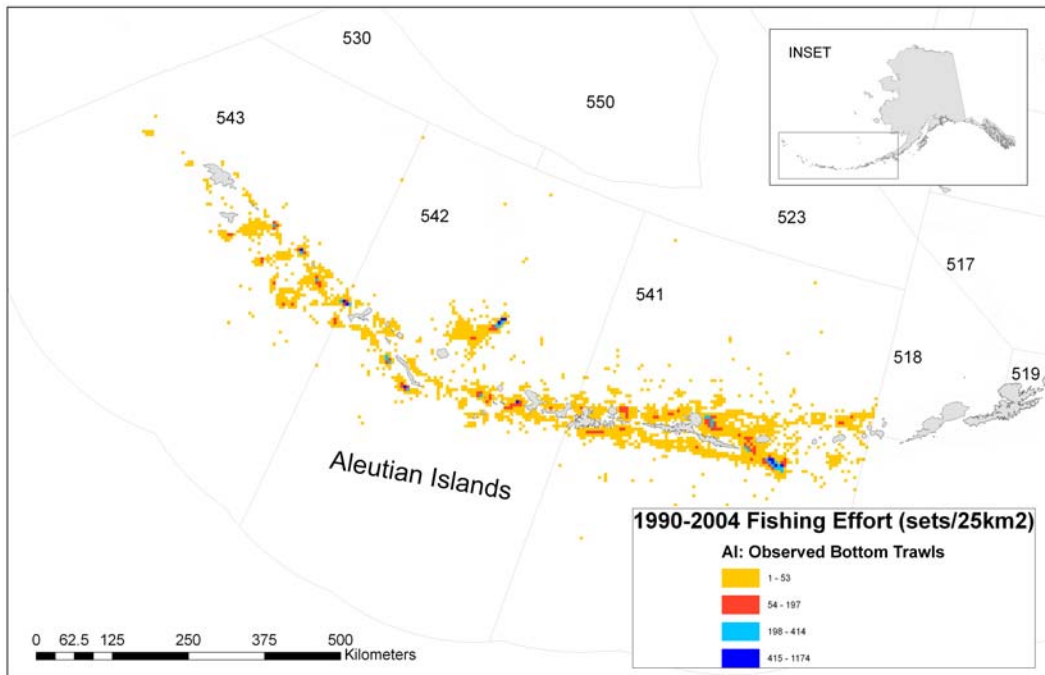 530
INSET
550
543
542
523
517
541
518
519
Aleutian Islands
1990-2004 Fishing Effort (sets/25km2)
AI: Observed Bottom Trawls
1 - 53
54 - 197
198 - 414
415 - 1174
0 62.5 125 250 375 500
Kilometers